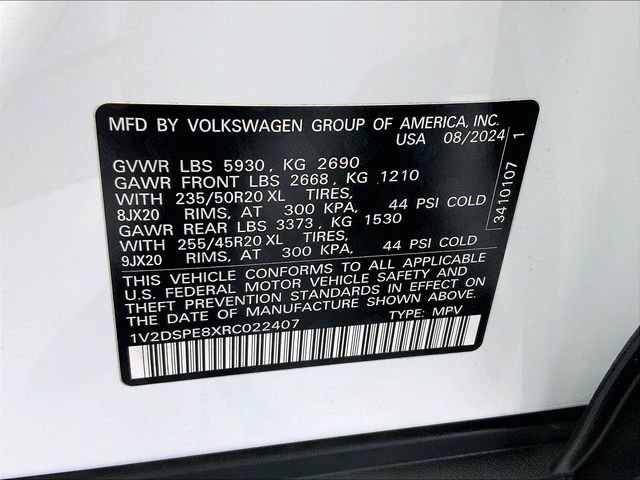 MFD BY VOLKSWAGEN GROUP OF AMERICA, INC.
USA 08/2024
GVWR LBS 5930, KG 2690
GAWR FRONT LBS 2668, KG 1210
WITH 235/50R20 XL TIRES,
8JX20 RIMS, AT 300 KPA, 44 PSI COLD
GAWR REAR LBS 3373, KG 1530
WITH 255/45R20 XL TIRES,
9JX20 RIMS, AT 300 KPA, 44 PSI COLD
THIS VEHICLE CONFORMS TO ALL APPLICABLE
U.S. FEDERAL MOTOR VEHICLE SAFETY AND
THEFT PREVENTION STANDARDS IN EFFECT ON
THE DATE OF MANUFACTURE SHOWN ABOVE.
1V2DSPE8XRC022407 TYPE: MPV
3410107 1